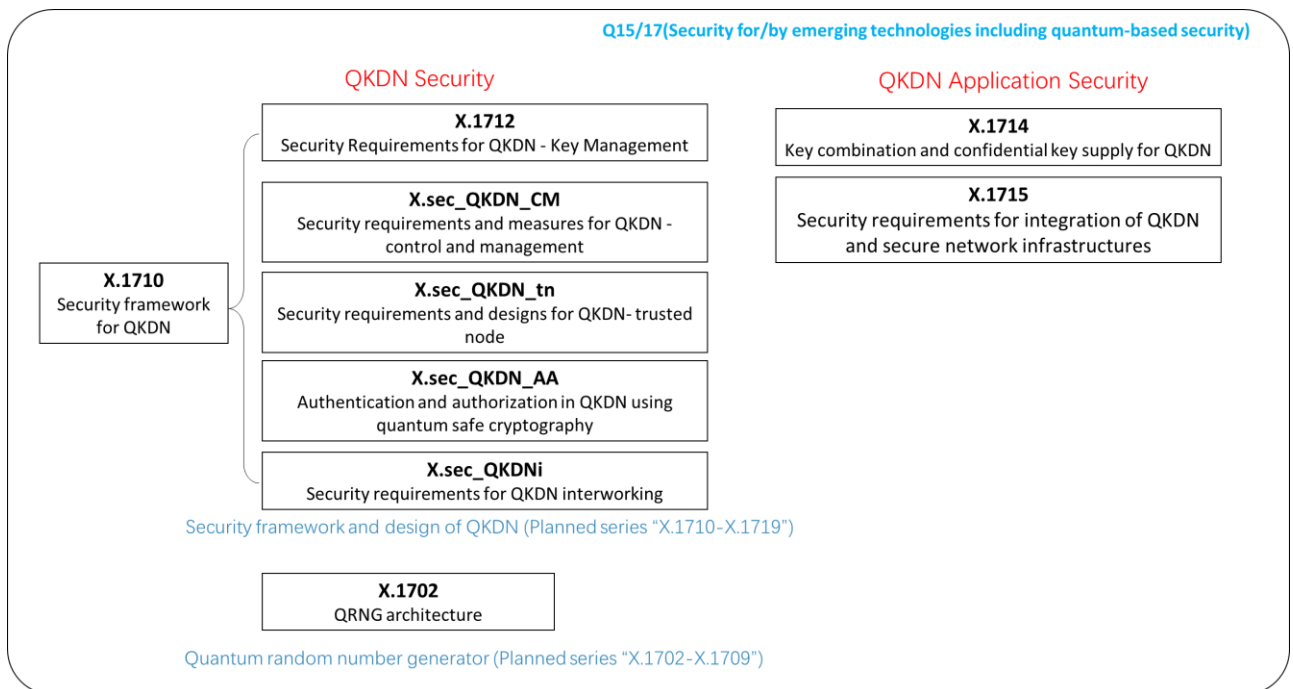 Q15/17(Security for/by emerging technologies including quantum-based security)
QKDN Security
QKDN Application Security
X.1712
Security Requirements for QKDN - Key Management
X.1714
Key combination and confidential key supply for QKDN
X.sec_QKDN_CM
Security requirements and measures for QKDN -
control and management
X.1715
Security requirements for integration of QKDN
and secure network infrastructures
X.1710
Security framework
for QKDN
X.sec_QKDN_tn
Security requirements and designs for QKDN- trusted
node
X.sec_QKDN_AA
Authentication and authorization in QKDN using
quantum safe cryptography
X.sec_QKDNi
Security requirements for QKDN interworking
Security framework and design of QKDN (Planned series “X.1710-X.1719”)
X.1702
QRNG architecture
Quantum random number generator (Planned series “X.1702-X.1709”)